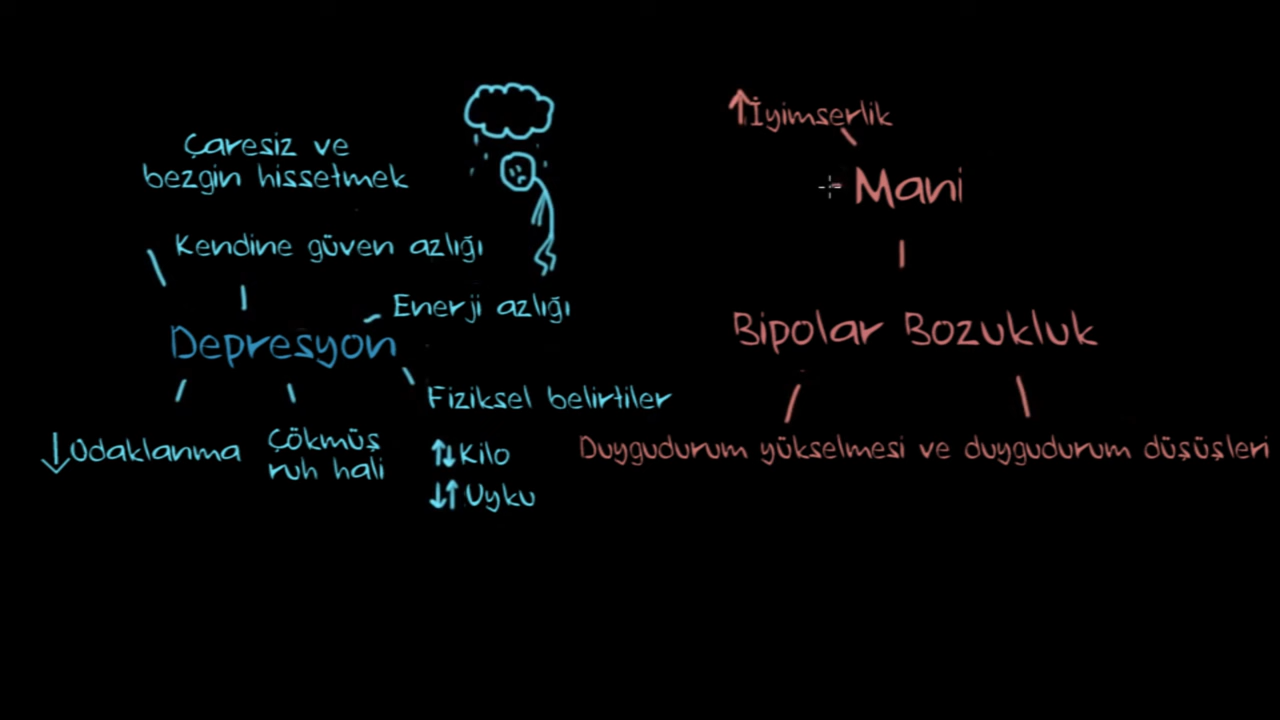 Çaresiz ve
bezgin hissetmek
Kendine güven azlığı
Enerji azlığı
Depresyon
Fiziksel belirtiler
↓Odaklanma
Çökmüş
ruh hali
↑↓Kilo
↓↑Uyku
↑İyimserlik
Mani
Bipolar Bozukluk
Duygudurum yükselmesi ve duygudurum düşüşleri